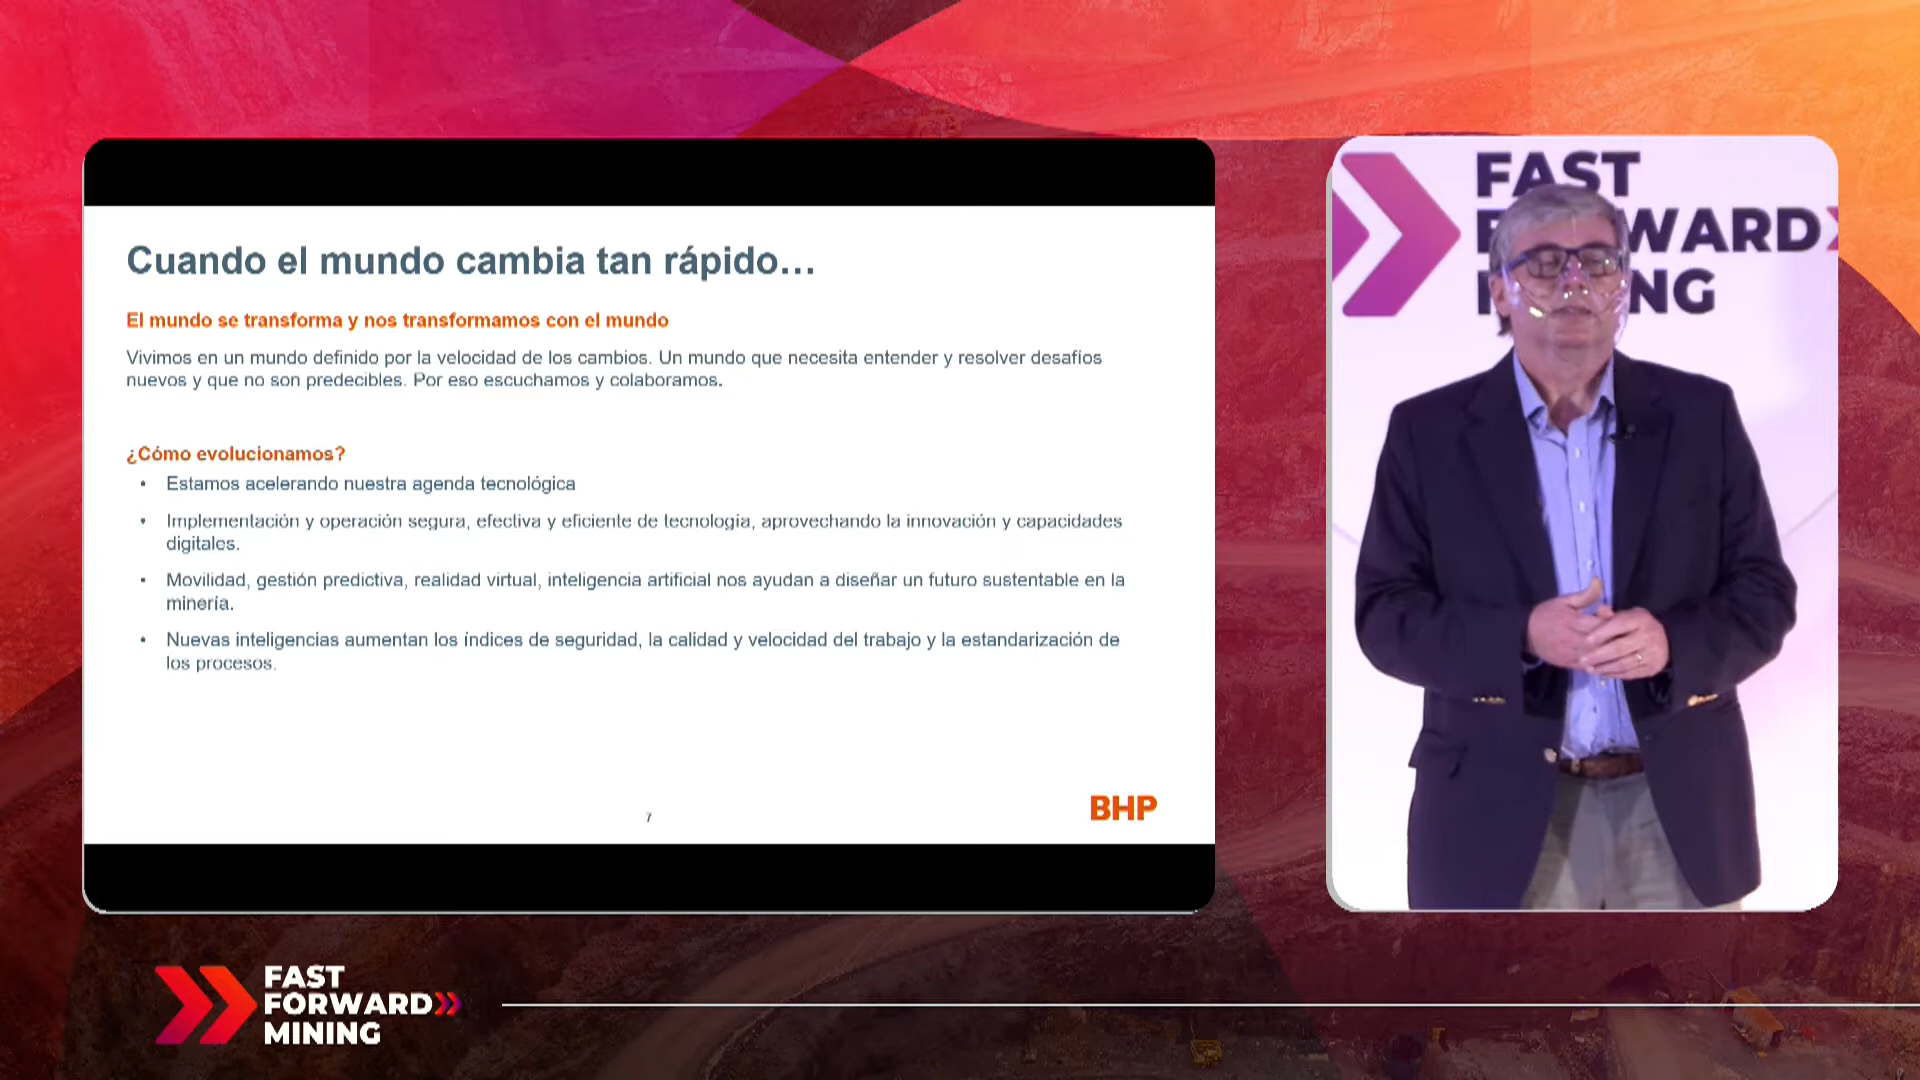 Cuando el mundo cambia tan rápido...
El mundo se transforma y nos transformamos con el mundo
Vivimos en un mundo definido por la velocidad de los cambios. Un mundo que necesita entender y resolver desafíos
nuevos y que no son predecibles. Por eso escuchamos y colaboramos.
¿Cómo evolucionamos?
• Estamos acelerando nuestra agenda tecnológica
• Implementación y operación segura, efectiva y eficiente de tecnología, aprovechando la innovación y capacidades
digitales.
• Movilidad, gestión predictiva, realidad virtual, inteligencia artificial nos ayudan a diseñar un futuro sustentable en la
minería.
• Nuevas inteligencias aumentan los índices de seguridad, la calidad y velocidad del trabajo y la estandarización de
los procesos.
7
BHP
FAST
FORWARD
MINING
FAST
FORWARD
MINING